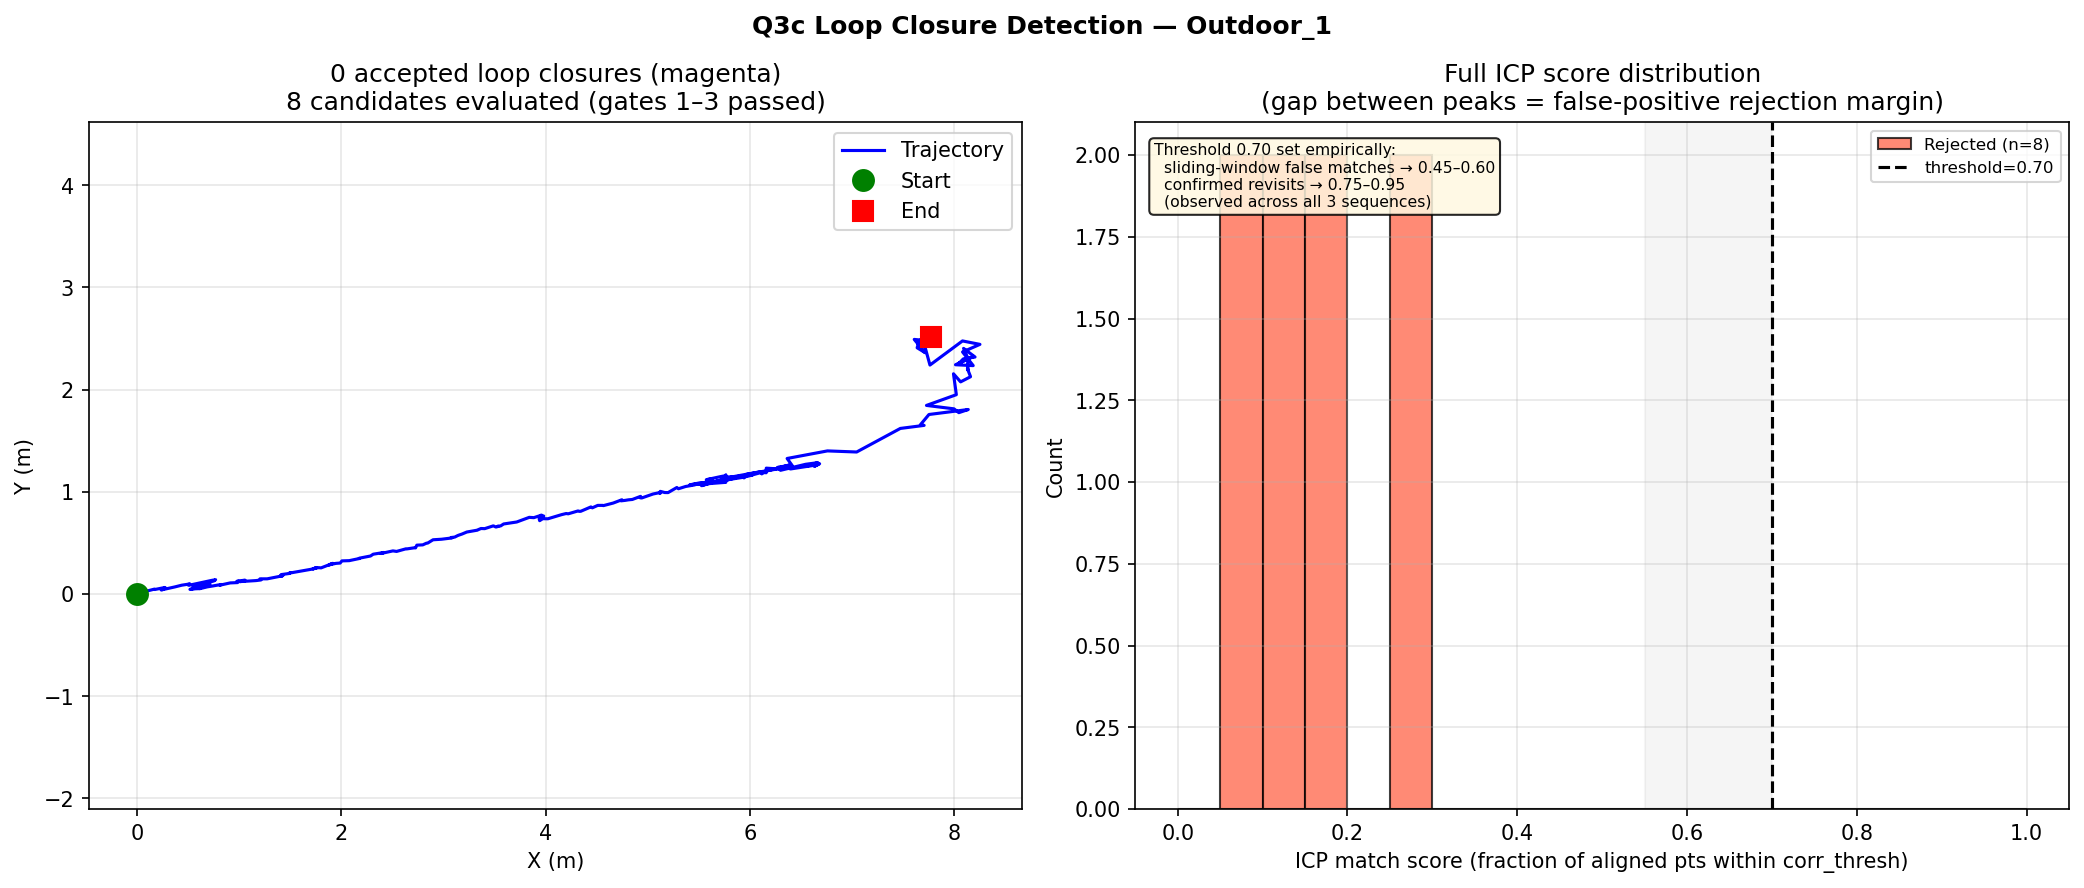 Q3c Loop Closure Detection — Outdoor_1
0 accepted loop closures (magenta)
8 candidates evaluated (gates 1–3 passed)
Trajectory
Start
End
4
3
2
1
0
−1
−2
Y (m)
0
2
4
6
8
X (m)
Full ICP score distribution
(gap between peaks = false-positive rejection margin)
Threshold 0.70 set empirically:
sliding-window false matches → 0.45–0.60
confirmed revisits → 0.75–0.95
(observed across all 3 sequences)
Rejected (n=8)
threshold=0.70
2.00
1.75
1.50
1.25
1.00
0.75
0.50
0.25
0.00
Count
0.0
0.2
0.4
0.6
0.8
1.0
ICP match score (fraction of aligned pts within corr_thresh)